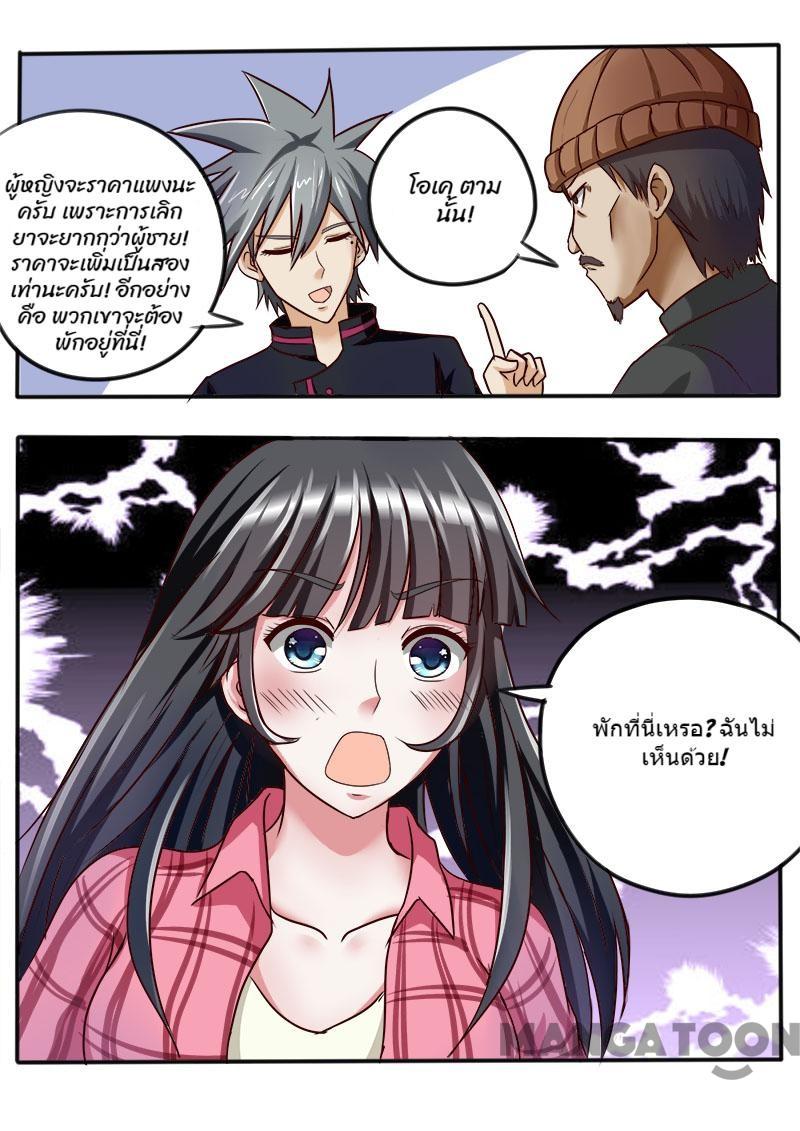 ผู้หญิงจะราคาแพงนะ
ครับ เพราะการเลิก
ยาจะยากกว่าผู้ชาย!
ราคาจะเพิ่มเป็นสอง
เท่านะครับ! อีกอย่าง
คือ พวกเขาจะต้อง
พักอยู่ที่นี่!
โอเค ตาม
นั้น!
พักที่นี่เหรอ? ฉันไม่
เห็นด้วย!
MANGA TOON